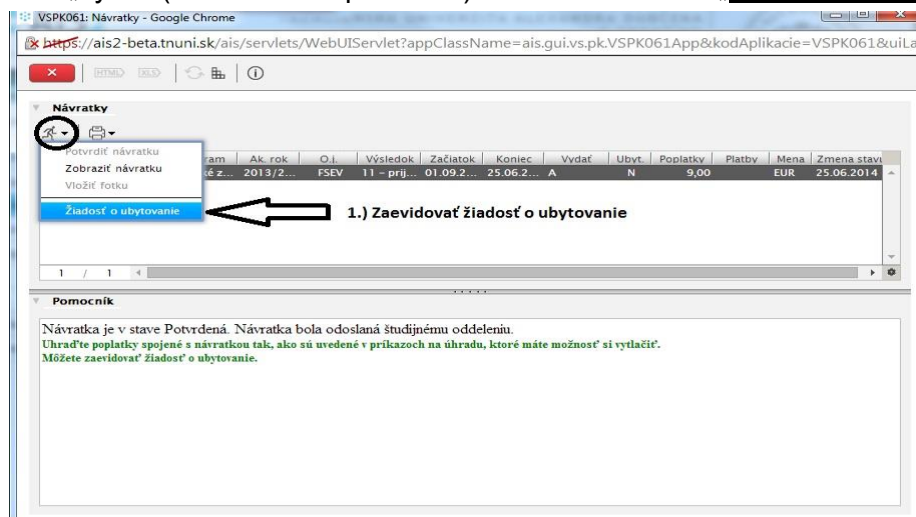 VSPK061: Návratky - Google Chrome
https://ais2-beta.tnuni.sk/ais/servlets/WebUIServlet?appClassName=ais.gui.vs.pk.VSPK061App&kodAplikacie=VSPK061&uiLa
HTML XLS
Návratky
Potvrdiť návratku
Zobraziť návratku
Vložiť fotku
Žiadosť o ubytovanie
ram Ak. rok O.i. Výsledok Začiatok Koniec Vydať Ubyt. Poplatky Platby Mena Zmena stavu
é z... 2013/2... FSEV 11 – prij... 01.09.2... 25.06.2... A N 9,00 EUR 25.06.2014
1.) Zaevidovať žiadosť o ubytovanie
1 / 1
Pomocník
Návratka je v stave Potvrdená. Návratka bola odoslaná študijnému oddeleniu.
Uhraďte poplatky spojené s návratkou tak, ako sú uvedené v príkazoch na úhradu, ktoré máte možnosť si vytlačiť.
Môžete zaevidovať žiadosť o ubytovanie.